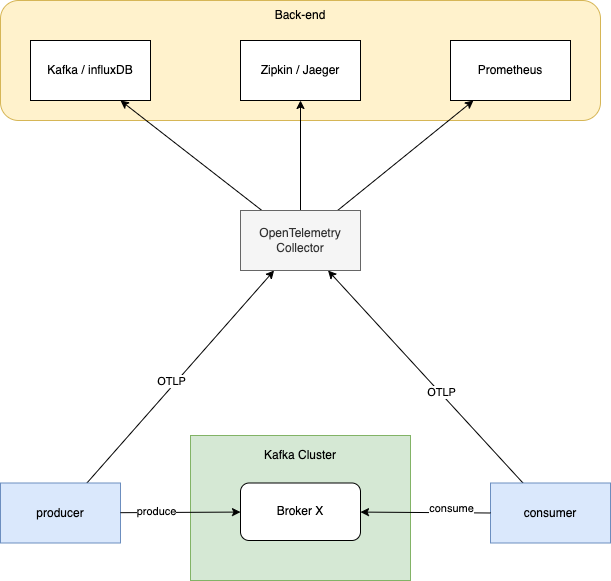 Back-end
Kafka / influxDB
Zipkin / Jaeger
Prometheus
OpenTelemetry
Collector
OTLP
OTLP
Kafka Cluster
producer
produce
Broker X
consume
consumer